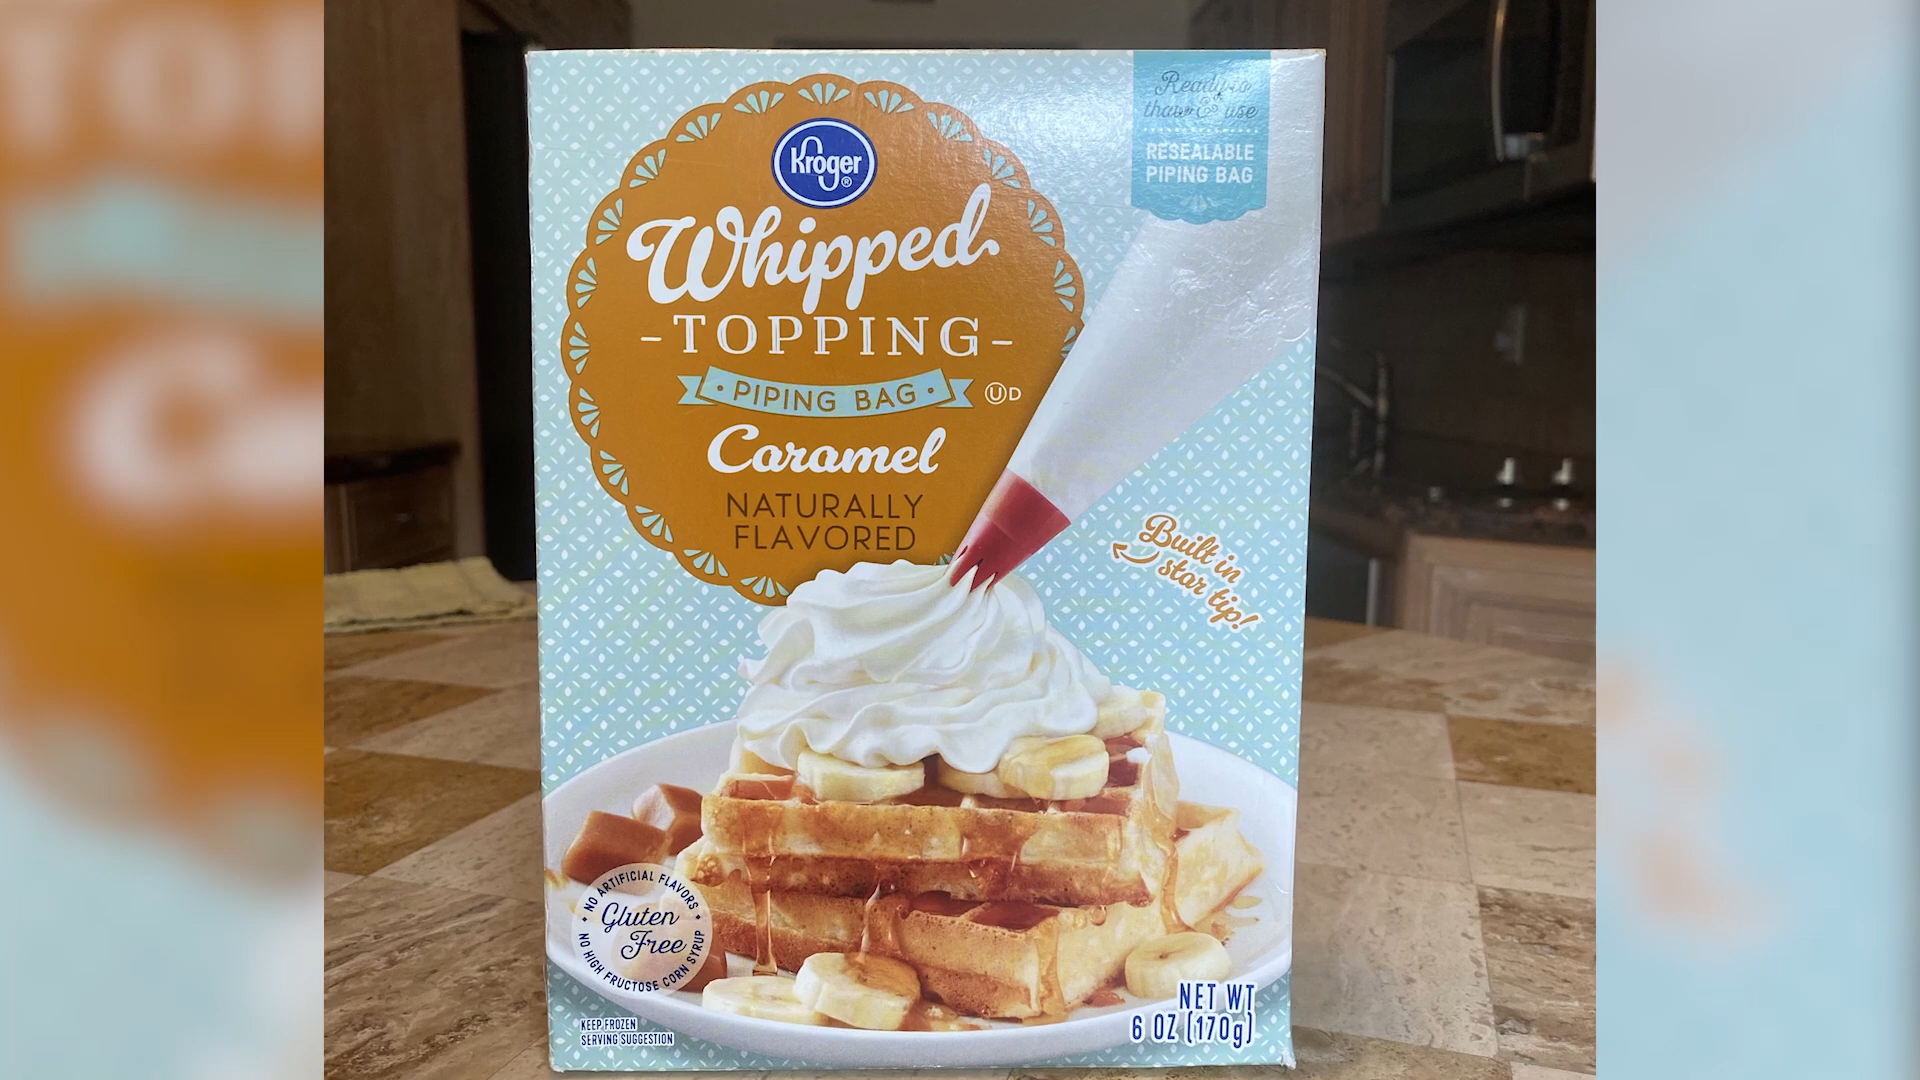 Ready to
thaw & use
RESEALABLE
PIPING BAG
Kroger®
Whipped
-TOPPING-
• PIPING BAG •
UD
Caramel
NATURALLY
FLAVORED
Built in
star tip!
NO ARTIFICIAL FLAVORS •
Gluten
Free
• NO HIGH FRUCTOSE CORN SYRUP
KEEP FROZEN
SERVING SUGGESTION
NET WT
6 OZ (170g)